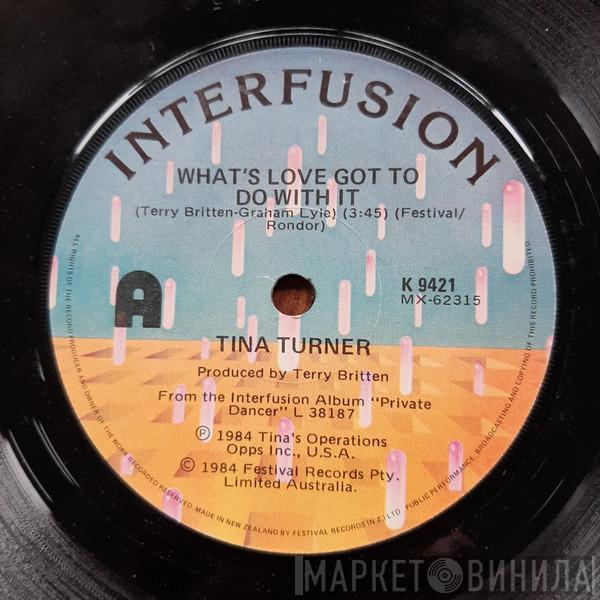 INTERFUSION
WHAT'S LOVE GOT TO
DO WITH IT
(Terry Britten-Graham Lyie) (3:45) (Festival/
Rondor)
A
K 9421
MX-62315
TINA TURNER
Produced by Terry Britten
From the Interfusion Album "Private
Dancer" L 38187
Ⓟ 1984 Tina's Operations
Opps Inc., U.S.A.
© 1984 Festival Records Pty.
Limited Australia.
ALL RIGHTS OF THE RECORD PRODUCER AND OWNER OF THE WORK RECORDED RESERVED. MADE IN NEW ZEALAND BY FESTIVAL RECORDS (N.Z.) LTD. PUBLIC PERFORMANCE, BROADCASTING AND COPYING OF THIS RECORD PROHIBITED.
МАРКЕТ ВИНИЛА